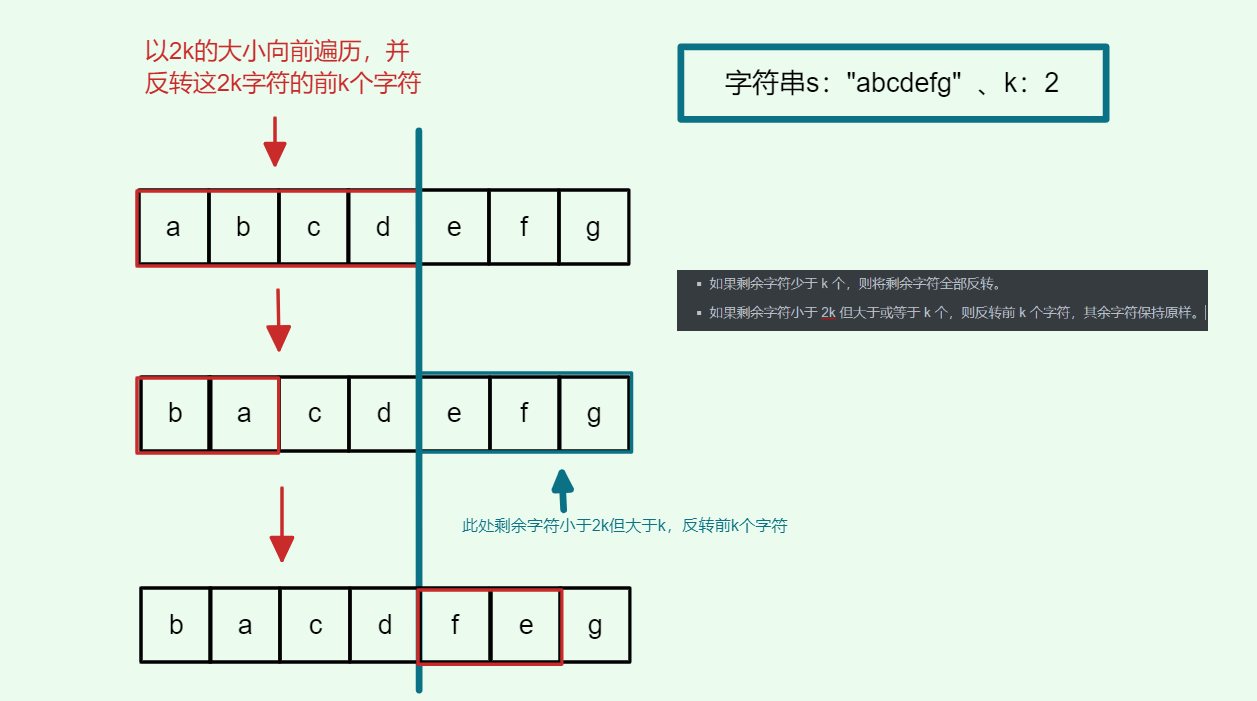 以2k的大小向前遍历，并
反转这2k字符的前k个字符
字符串s："abcdefg" 、k：2
a b c d e f g
▪ 如果剩余字符少于 k 个，则将剩余字符全部反转。
▪ 如果剩余字符小于 2k 但大于或等于 k 个，则反转前 k 个字符，其余字符保持原样。
b a c d e f g
此处剩余字符小于2k但大于k，反转前k个字符
b a c d f e g